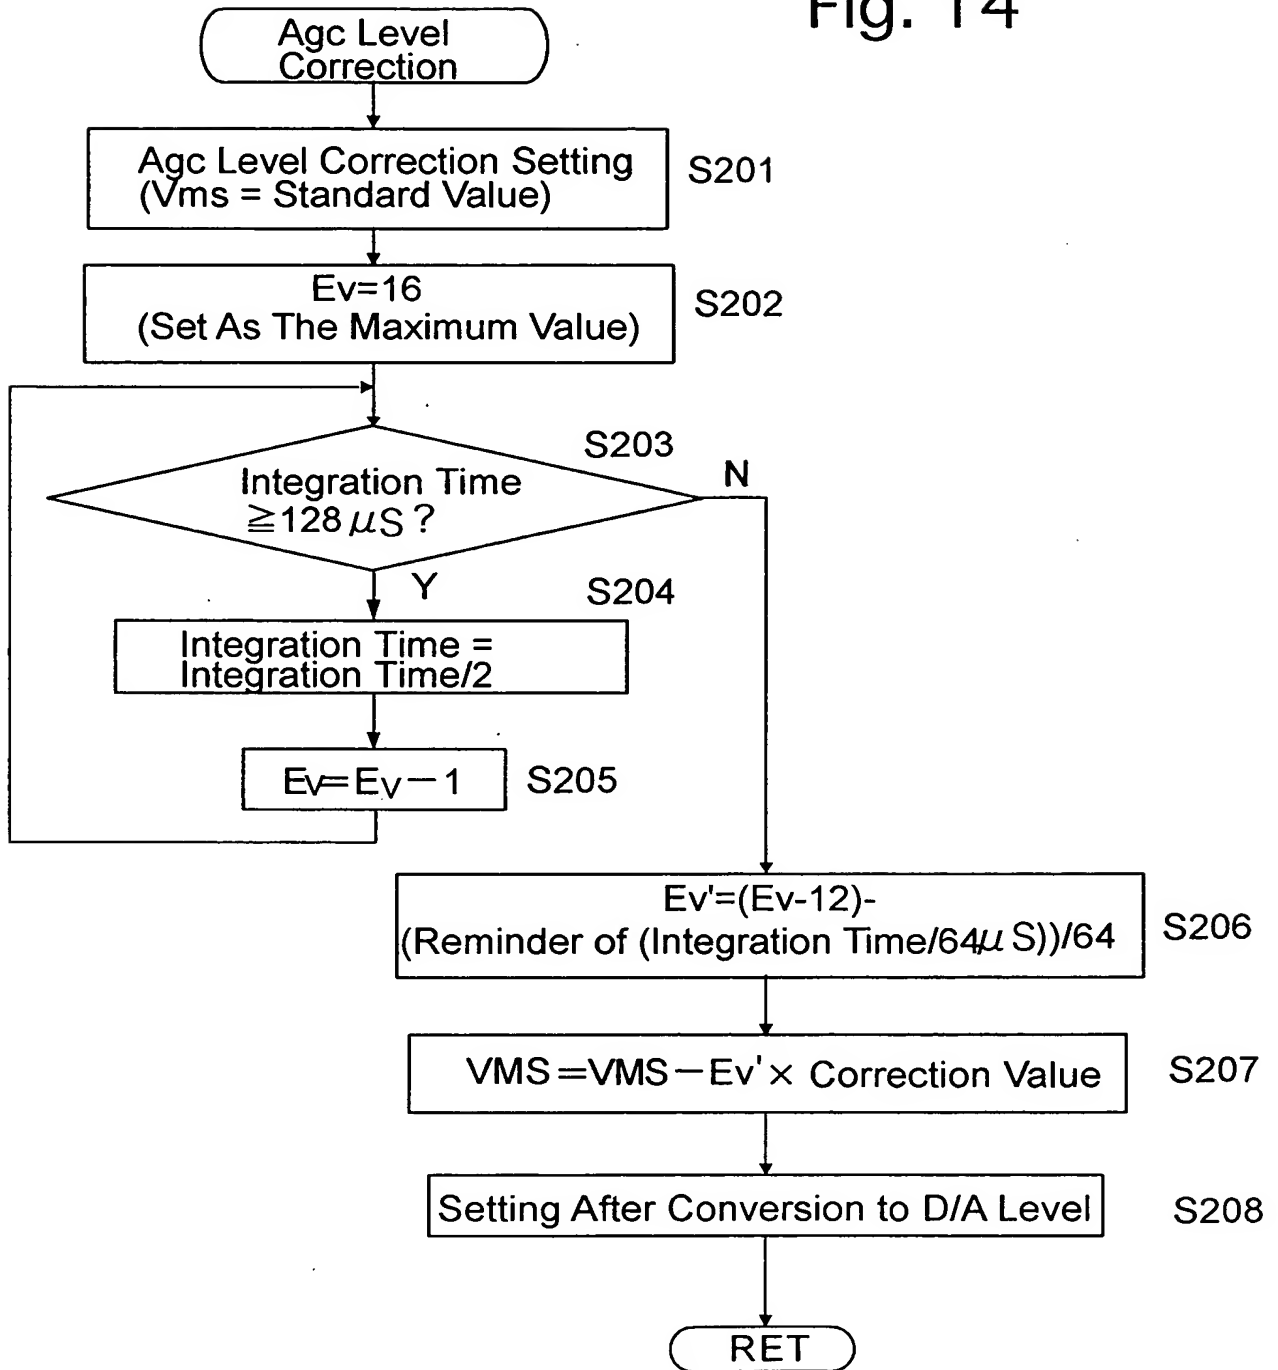 Fig. 14
Agc Level
Correction
Agc Level Correction Setting
(Vms = Standard Value)
S201
Ev=16
(Set As The Maximum Value)
S202
S203
Integration Time
≧128μS?
N
Y
S204
Integration Time =
Integration Time/2
Ev=Ev−1
S205
Ev'=(Ev-12)-
(Reminder of (Integration Time/64μS))/64
S206
VMS=VMS−Ev'× Correction Value
S207
Setting After Conversion to D/A Level
S208
RET